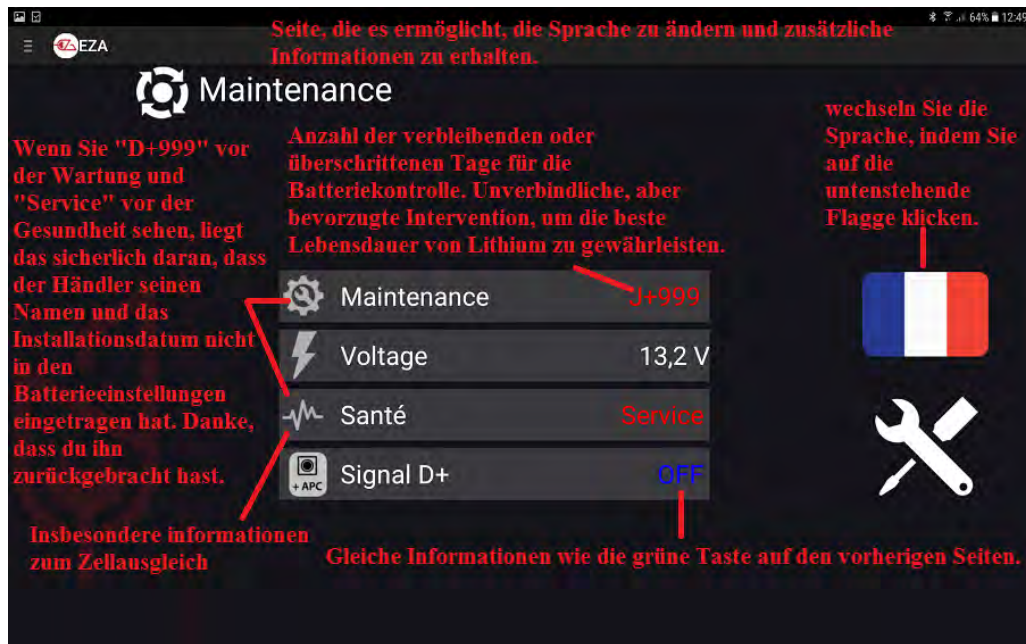 64% 12:49
EZA
Seite, die es ermöglicht, die Sprache zu ändern und zusätzliche
Informationen zu erhalten.
Maintenance
wechseln Sie die
Sprache, indem Sie
auf die
untenstehende
Flagge klicken.
Anzahl der verbleibenden oder
überschrittenen Tage für die
Batteriekontrolle. Unverbindliche, aber
bevorzugte Intervention, um die beste
Lebensdauer von Lithium zu gewährleisten.
Wenn Sie "D+999" vor
der Wartung und
"Service" vor der
Gesundheit sehen, liegt
das sicherlich daran, dass
der Händler seinen
Namen und das
Installationsdatum nicht
in den
Batterieeinstellungen
eingetragen hat. Danke,
dass du ihn
zurückgebracht hast.
Maintenance J+999
Voltage 13,2 V
Santé Service
+ APC Signal D+ OFF
Insbesondere informationen
zum Zellausgleich
Gleiche Informationen wie die grüne Taste auf den vorherigen Seiten.